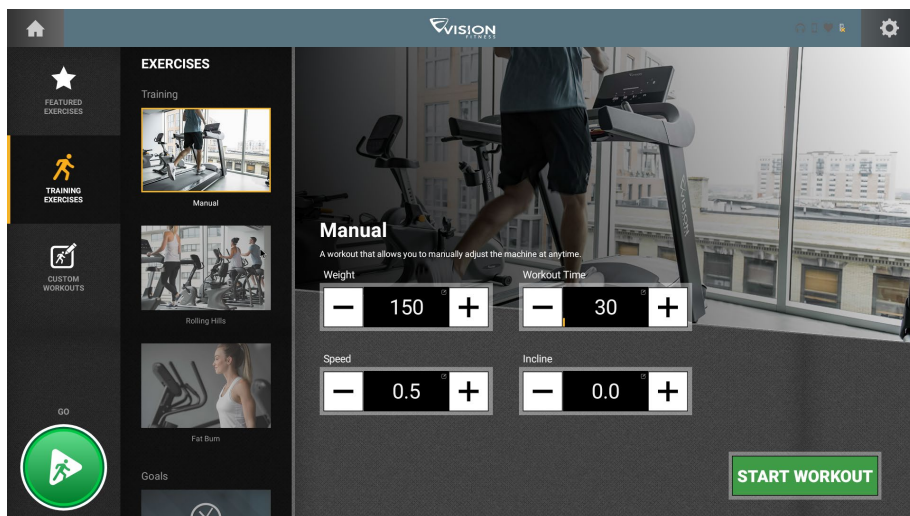 VISION
FITNESS
FEATURED
EXERCISES
TRAINING
EXERCISES
CUSTOM
WORKOUTS
GO
EXERCISES
Training
Manual
Rolling Hills
Fat Burn
Goals
Manual
A workout that allows you to manually adjust the machine at anytime.
Weight
Workout Time
− 150 +
− 30 +
Speed
Incline
− 0.5 +
− 0.0 +
START WORKOUT